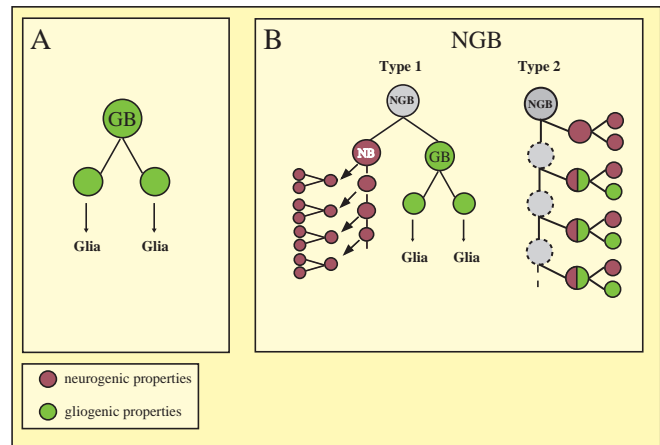 A
GB
Glia Glia
B
NGB
Type 1 Type 2
NGB NGB
NB GB
Glia Glia
neurogenic properties
gliogenic properties